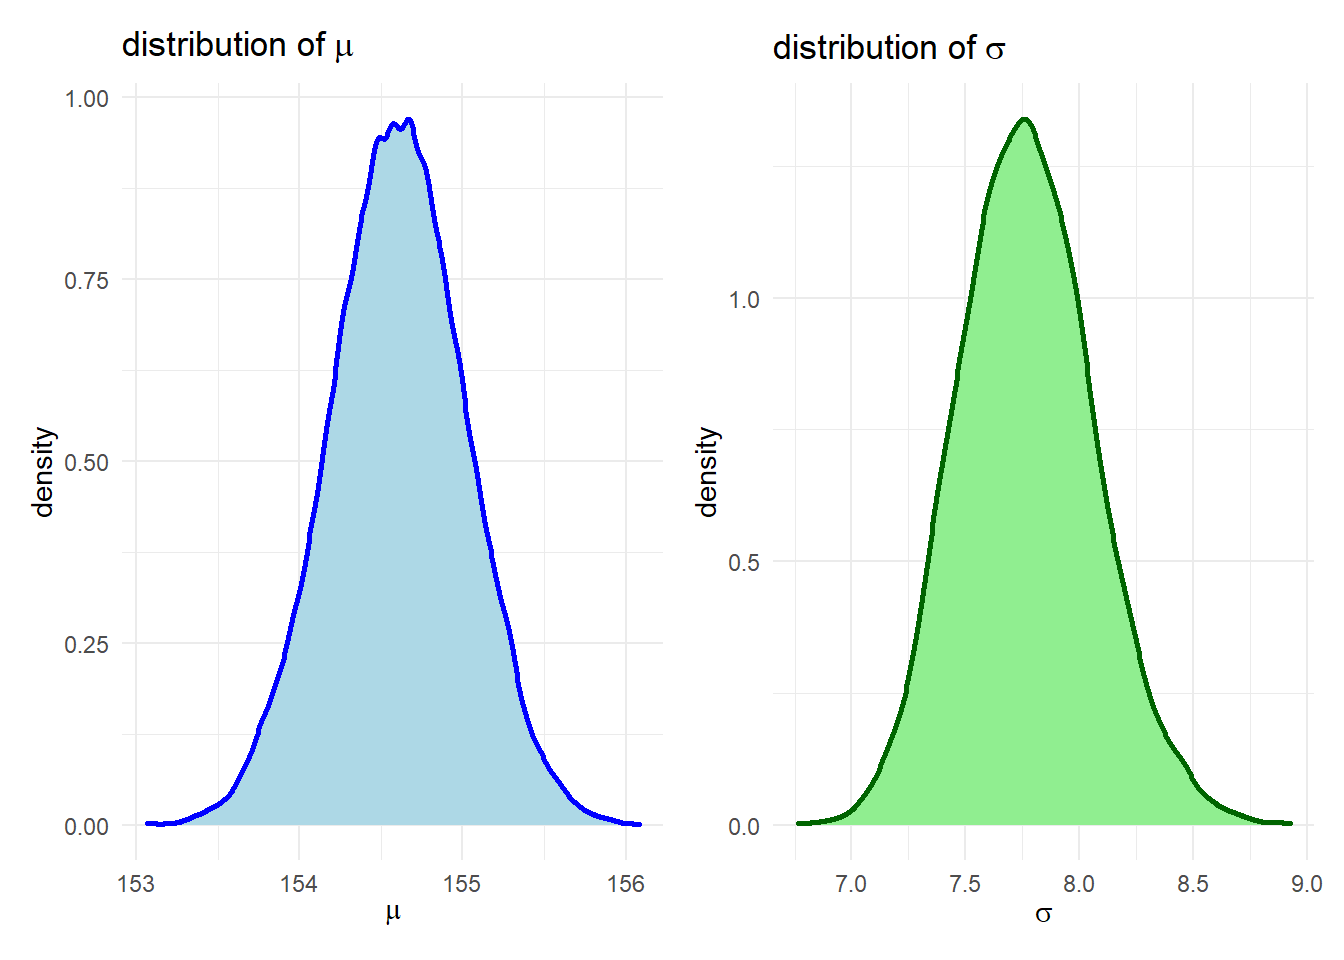 distribution of μ
1.00
0.75
0.50
0.25
0.00
density
153 154 155 156
μ
distribution of σ
1.0
0.5
0.0
density
7.0 7.5 8.0 8.5 9.0
σ